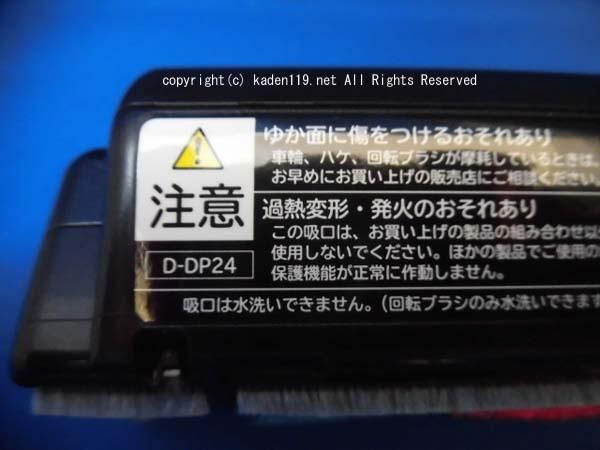 copyright(c) kaden119.net All Rights Reserved
ゆか面に傷をつけるおそれあり
車輪、ハケ、回転ブラシが摩耗しているときは、
お早めにお買い上げの販売店にご相談ください。
注意
過熱変形・発火のおそれあり
この吸口は、お買い上げの製品の組み合わせ以
使用しないでください。ほかの製品でご使用の
保護機能が正常に作動しません。
D-DP24
吸口は水洗いできません。(回転ブラシのみ水洗いできます